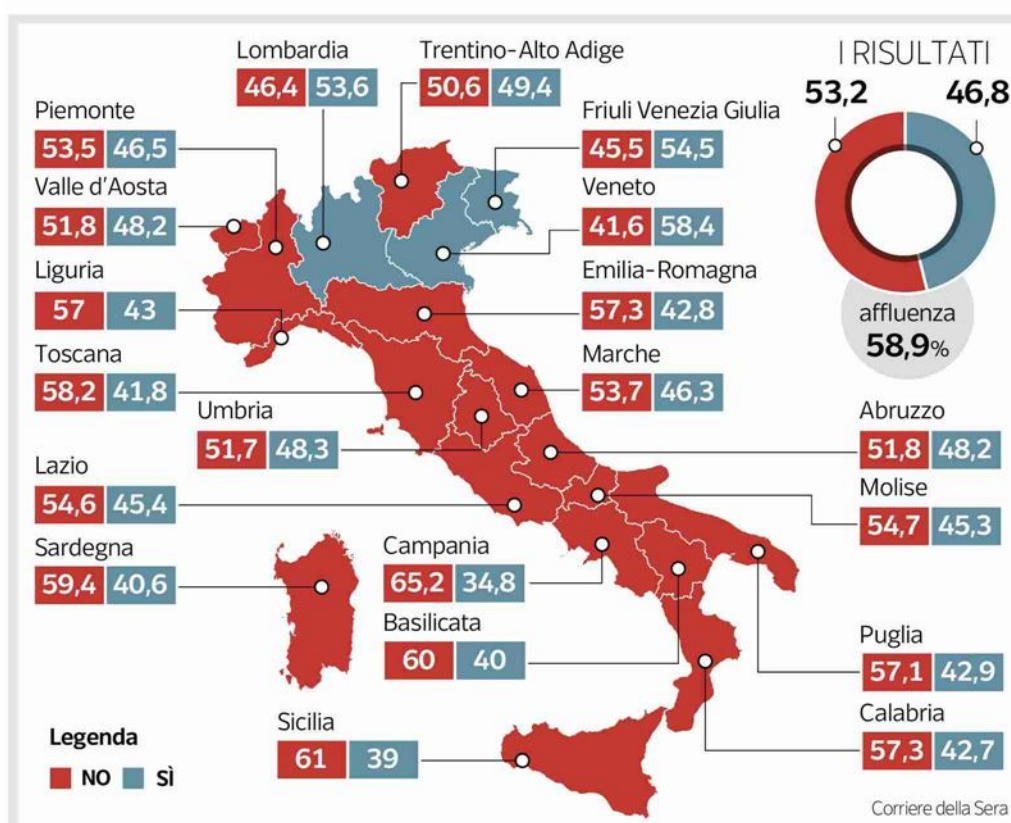 Lombardia
46,4 53,6
Trentino-Alto Adige
50,6 49,4
I RISULTATI
53,2 46,8
Piemonte
53,5 46,5
Friuli Venezia Giulia
45,5 54,5
Valle d'Aosta
51,8 48,2
Veneto
41,6 58,4
Liguria
57 43
Emilia-Romagna
57,3 42,8
affluenza
58,9%
Toscana
58,2 41,8
Marche
53,7 46,3
Umbria
51,7 48,3
Abruzzo
51,8 48,2
Lazio
54,6 45,4
Molise
54,7 45,3
Sardegna
59,4 40,6
Campania
65,2 34,8
Basilicata
60 40
Puglia
57,1 42,9
Calabria
57,3 42,7
Sicilia
61 39
Legenda
NO SÌ
Corriere della Sera